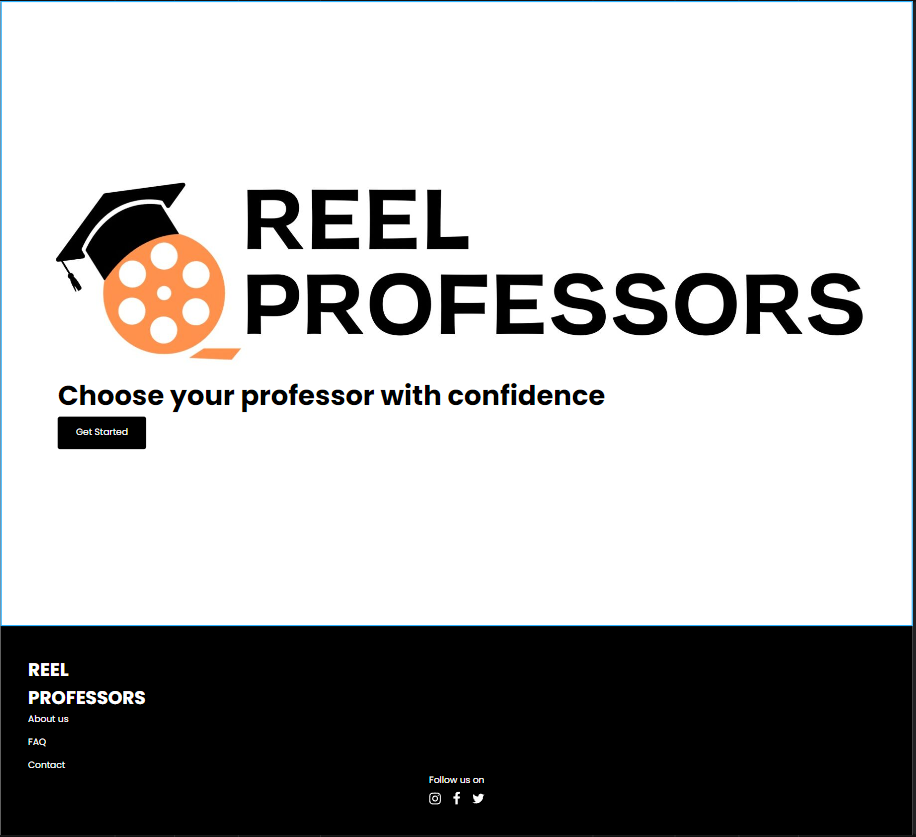 REEL
PROFESSORS
Choose your professor with confidence
Get Started
REEL
PROFESSORS
About us
FAQ
Contact
Follow us on